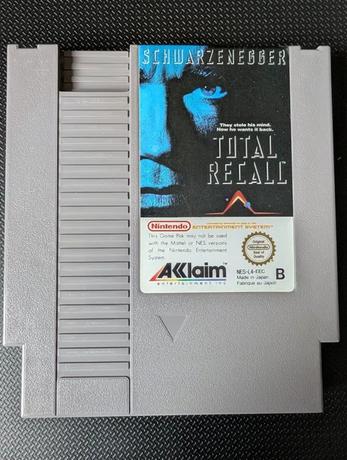 SCHWARZENEGGER
They stole his mind.
Now he wants it back.
TOTAL
RECALL
Nintendo
ENTERTAINMENT SYSTEM
This Game Pak may not be used
with the Mattel or NES versions
of the Nintendo Entertainment
System.
Original
Nintendo
Seal of
Quality
AKklaim™
entertainment inc.
NES-L4-EEC
Made in Japan
Fabriqué au Japon
B